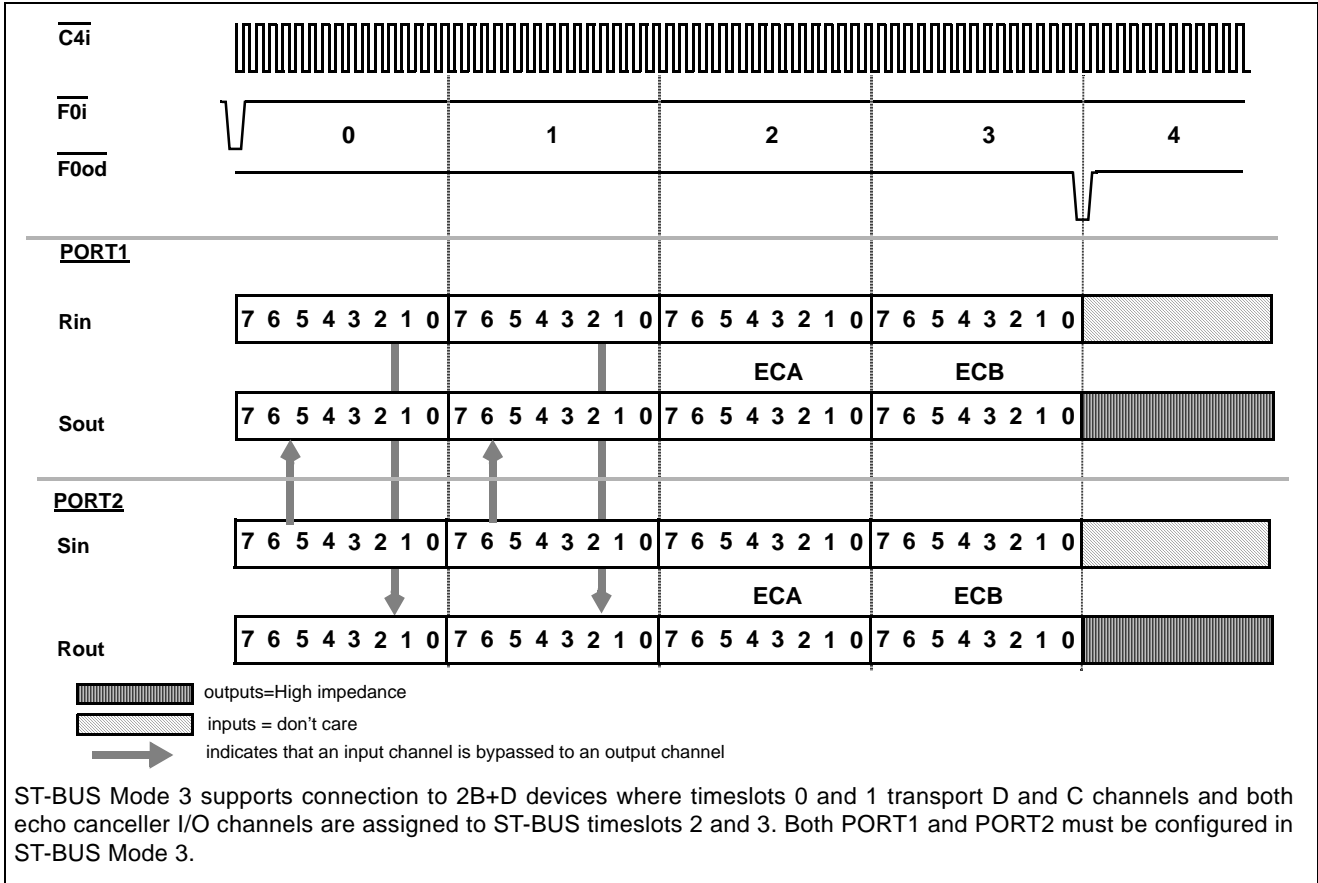 C4i
F0i
0 1 2 3 4
F0od
PORT1
Rin 7 6 5 4 3 2 1 0 7 6 5 4 3 2 1 0 7 6 5 4 3 2 1 0 7 6 5 4 3 2 1 0
ECA ECB
Sout 7 6 5 4 3 2 1 0 7 6 5 4 3 2 1 0 7 6 5 4 3 2 1 0 7 6 5 4 3 2 1 0
PORT2
Sin 7 6 5 4 3 2 1 0 7 6 5 4 3 2 1 0 7 6 5 4 3 2 1 0 7 6 5 4 3 2 1 0
ECA ECB
Rout 7 6 5 4 3 2 1 0 7 6 5 4 3 2 1 0 7 6 5 4 3 2 1 0 7 6 5 4 3 2 1 0
outputs=High impedance
inputs = don't care
indicates that an input channel is bypassed to an output channel
ST-BUS Mode 3 supports connection to 2B+D devices where timeslots 0 and 1 transport D and C channels and both
echo canceller I/O channels are assigned to ST-BUS timeslots 2 and 3. Both PORT1 and PORT2 must be configured in
ST-BUS Mode 3.